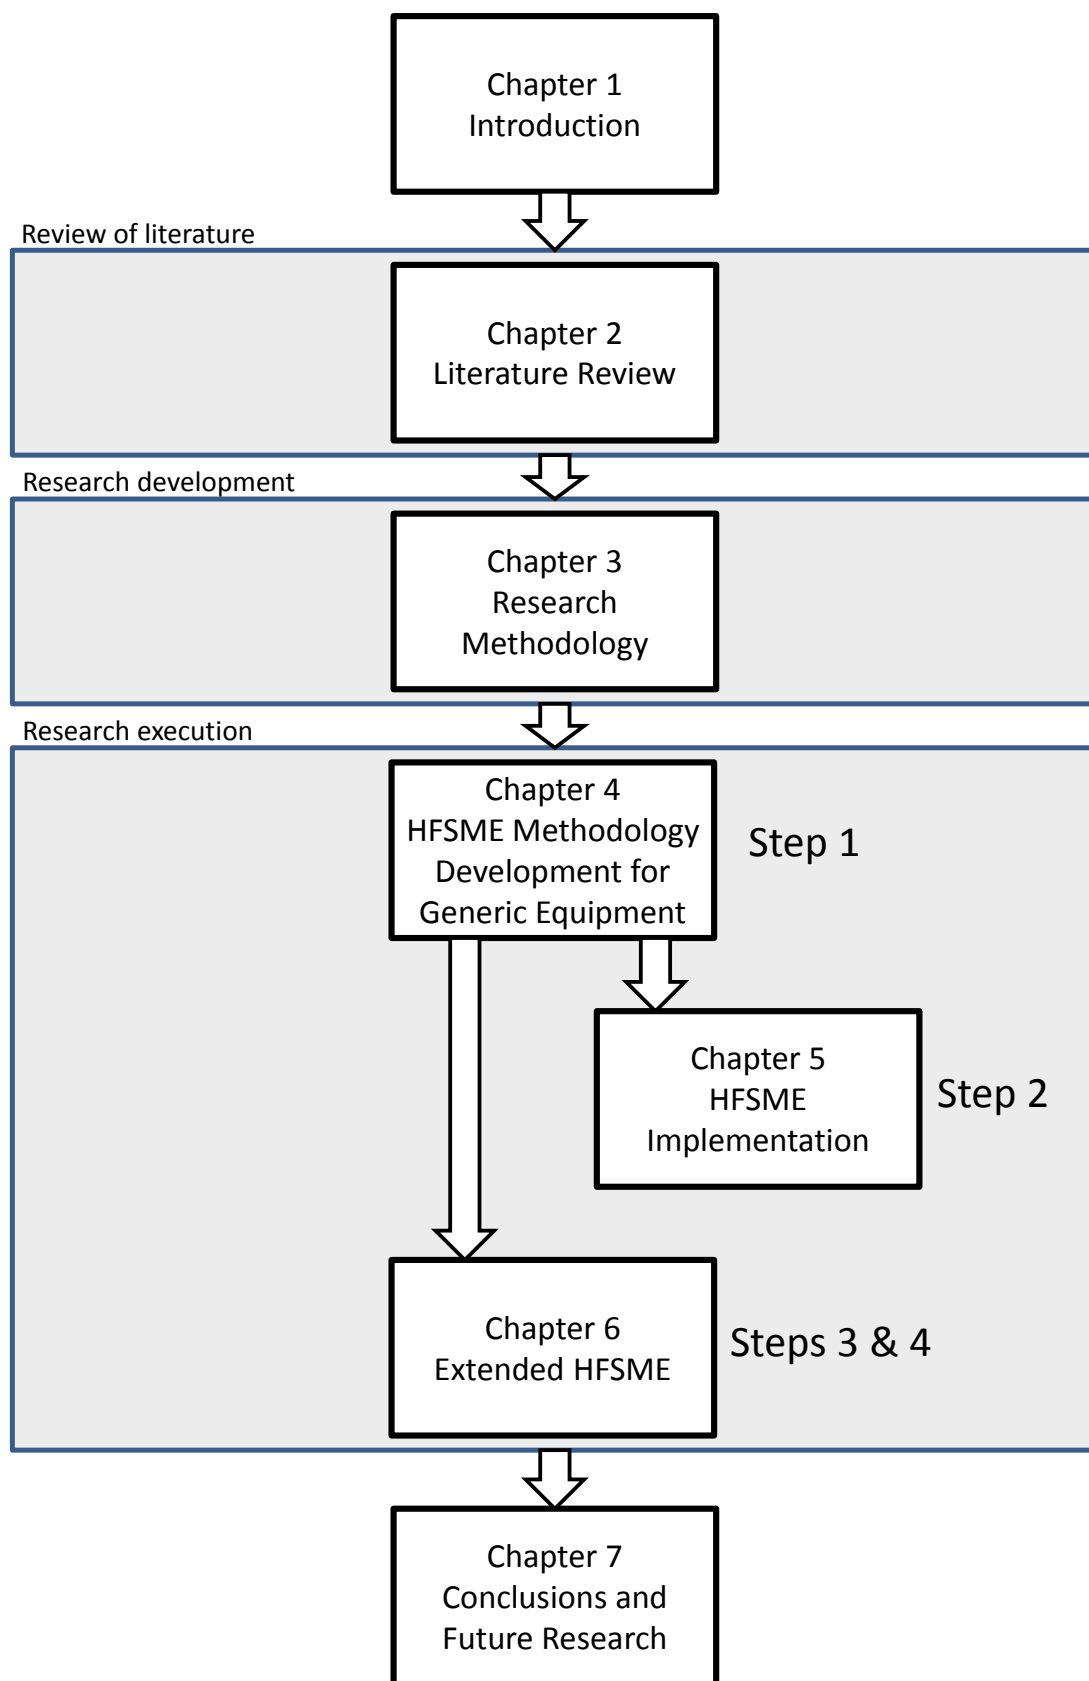 Chapter 1
Introduction
Review of literature
Chapter 2
Literature Review
Research development
Chapter 3
Research
Methodology
Research execution
Chapter 4
HFSME Methodology
Development for
Generic Equipment
Step 1
Chapter 5
HFSME
Implementation
Step 2
Chapter 6
Extended HFSME
Steps 3 & 4
Chapter 7
Conclusions and
Future Research